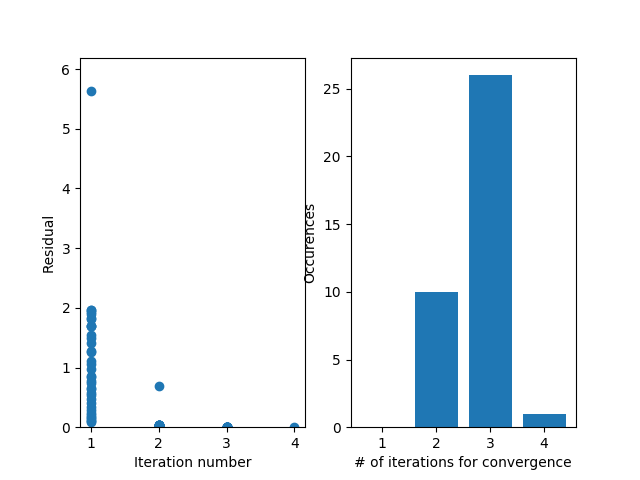 6
5
4
3
2
1
0
Residual
1 2 3 4
Iteration number
25
20
15
10
5
0
Occurences
1 2 3 4
# of iterations for convergence